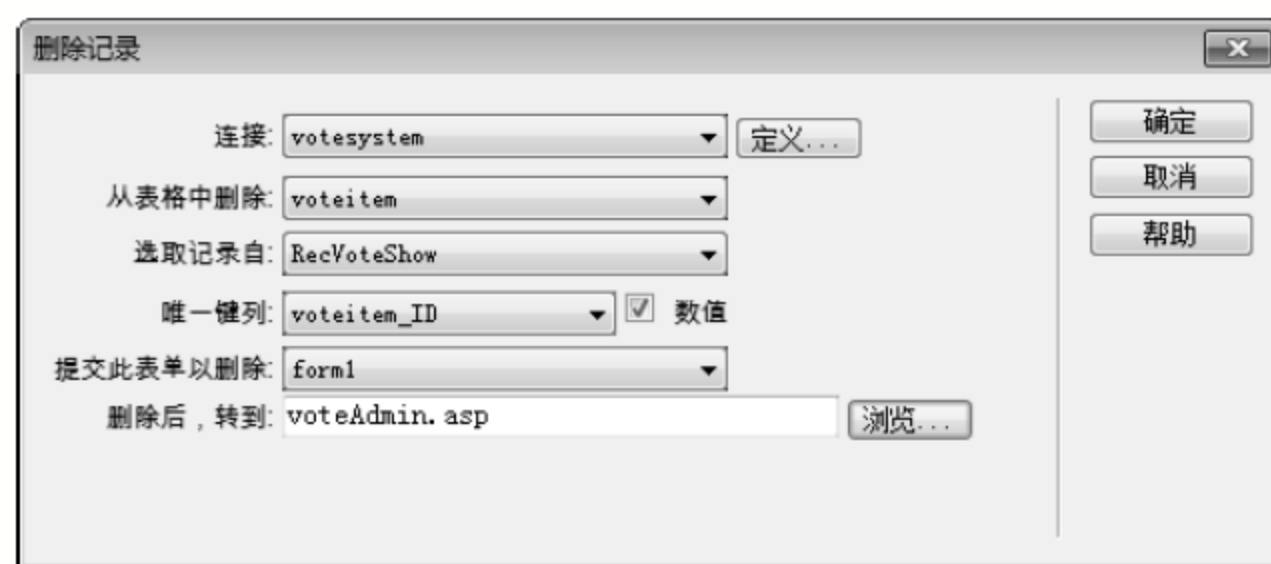 删除记录
连接: votesystem 定义...
从表格中删除: voteitem
选取记录自: RecVoteShow
唯一键列: voteitem_ID 数值
提交此表单以删除: form1
删除后，转到: voteAdmin.asp 浏览...
确定
取消
帮助